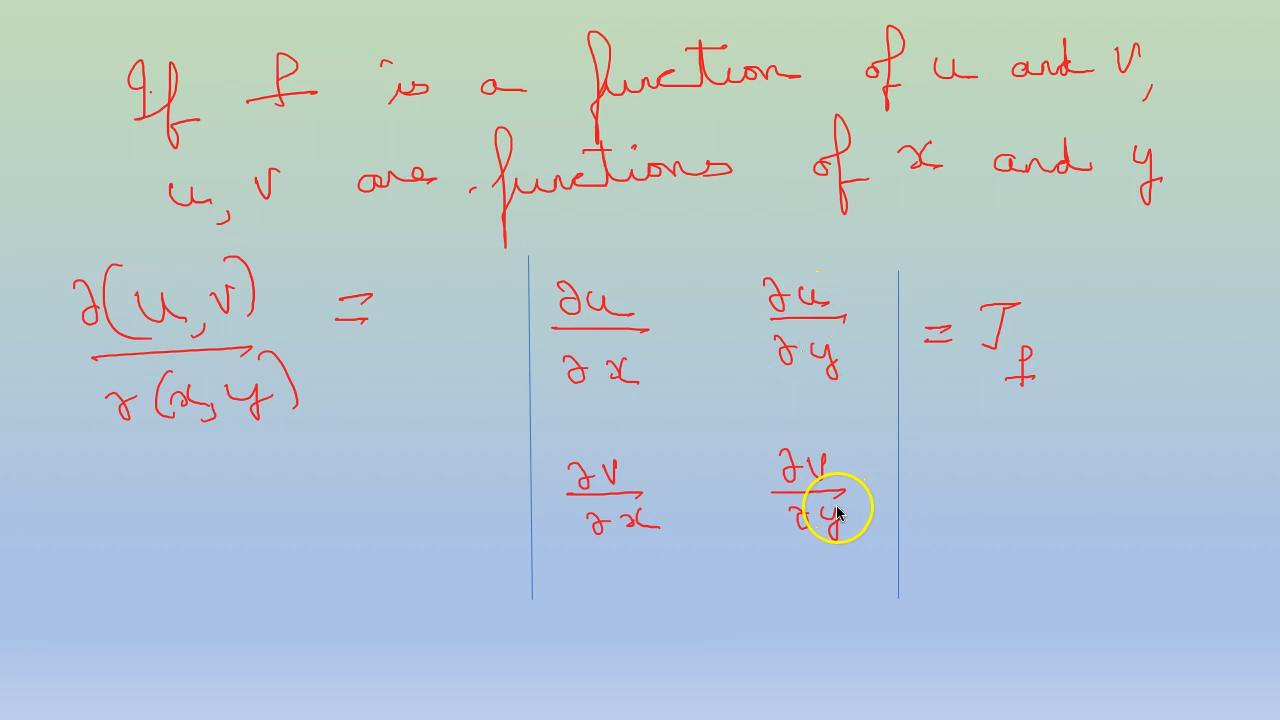 If f is a function of u and v,
u, v are functions of x and y
∂(u,v)/∂(x,y) = | ∂u/∂x ∂u/∂y | = J_f
| ∂v/∂x ∂v/∂y |